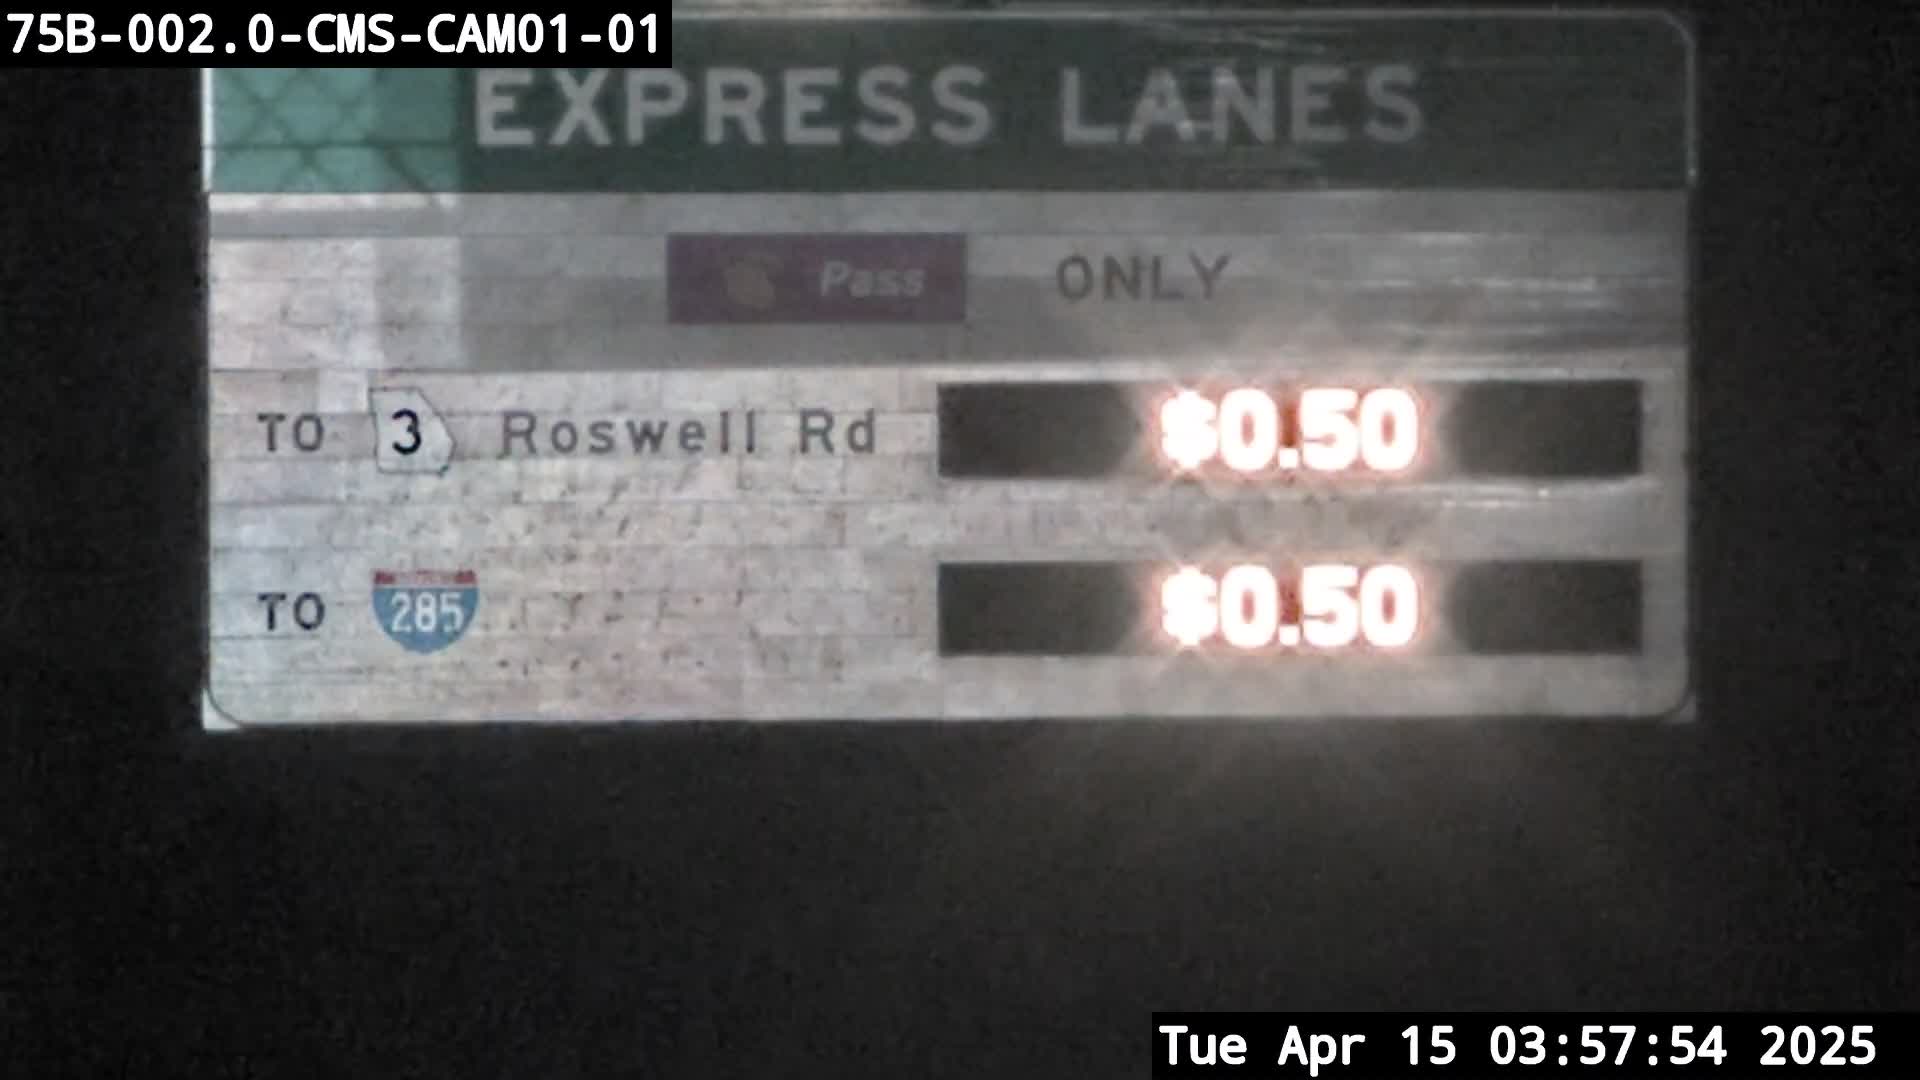 75B-002.0-CMS-CAM01-01
EXPRESS LANES
Pass ONLY
TO 3 Roswell Rd $0.50
TO 285 $0.50
Tue Apr 15 03:57:54 2025